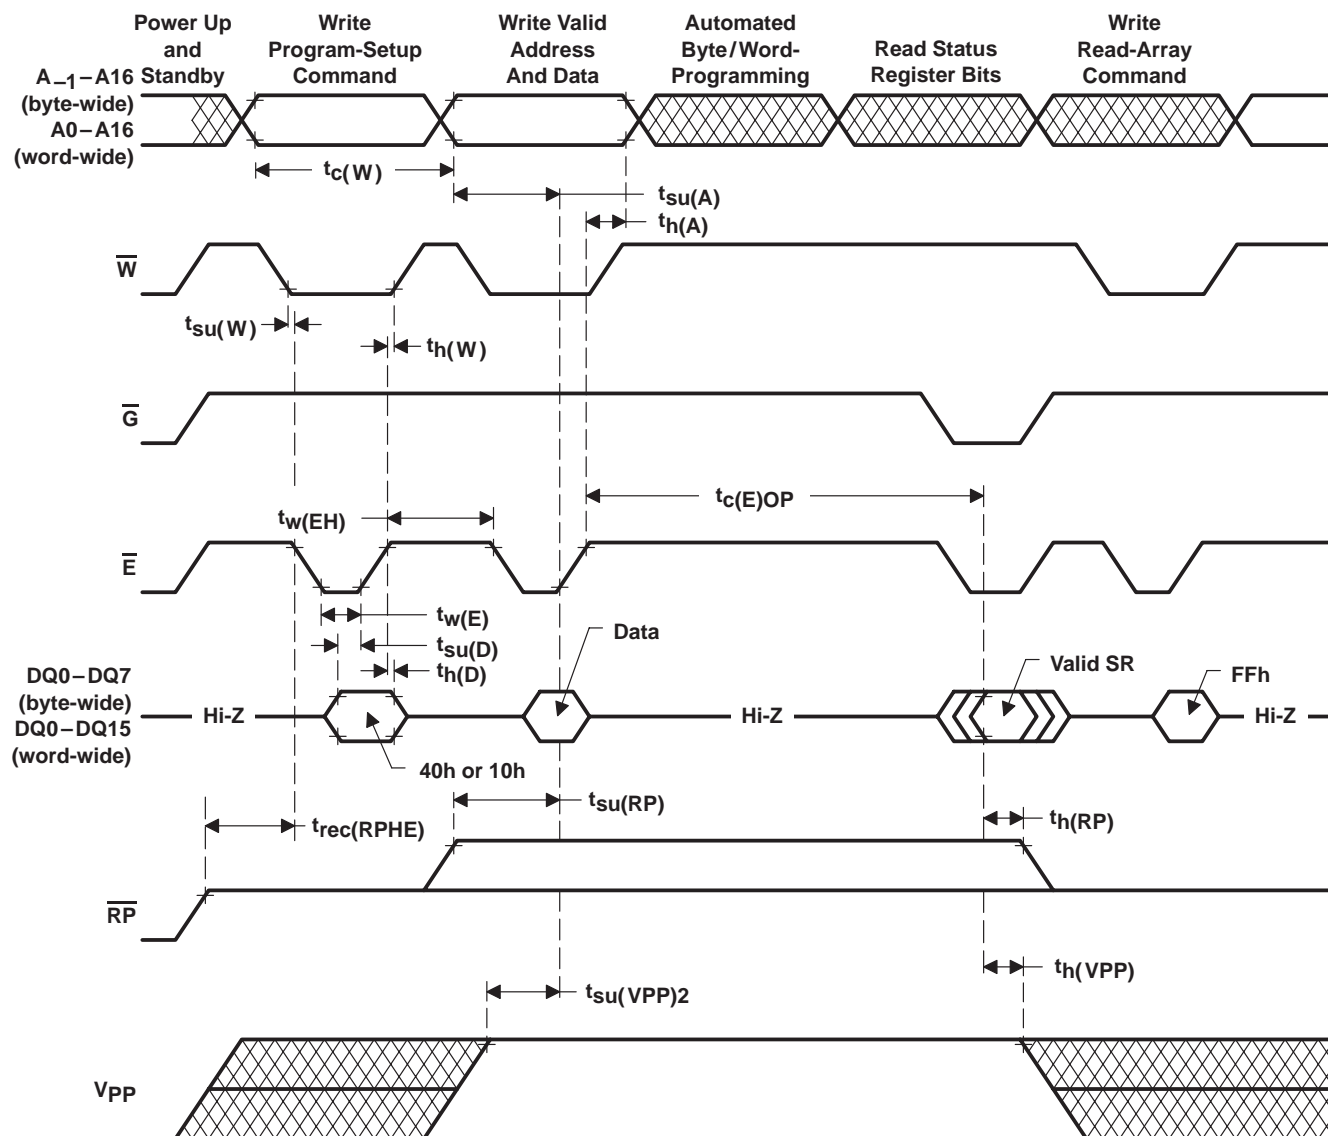 Power Up
and
Standby
Write
Program-Setup
Command
Write Valid
Address
And Data
Automated
Byte/Word-
Programming
Read Status
Register Bits
Write
Read-Array
Command
A–1–A16
(byte-wide)
A0–A16
(word-wide)
tc(W)
tsu(A)
th(A)
W
tsu(W)
th(W)
G
tc(E)OP
tw(EH)
E
tw(E)
tsu(D)
th(D)
Data
Valid SR
FFh
DQ0–DQ7
(byte-wide)
DQ0–DQ15
(word-wide)
Hi-Z
Hi-Z
Hi-Z
40h or 10h
tsu(RP)
trec(RPHE)
th(RP)
RP
th(VPP)
tsu(VPP)2
VPP